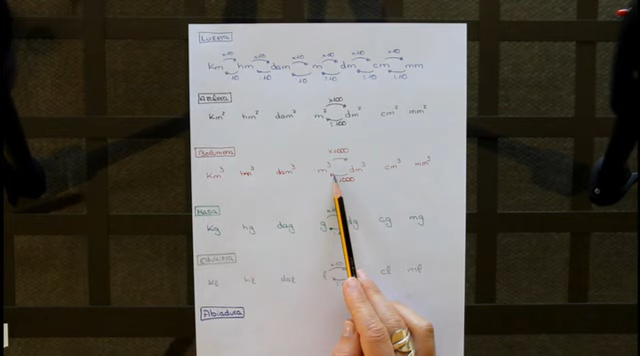 Luzera
x10 x10 x10 x10 x10 x10
Km hm dam m dm cm mm
:10 :10 :10 :10 :10 :10
Azalera
x100
Km² hm² dam² m² dm² cm² mm²
:100
Bolumena
x1000
Km³ hm³ dam³ m³ dm³ cm³ mm³
:1000
Masa
Kg hg dag g dg cg mg
Edukiera
kl hl dal l cl ml
Abiadura